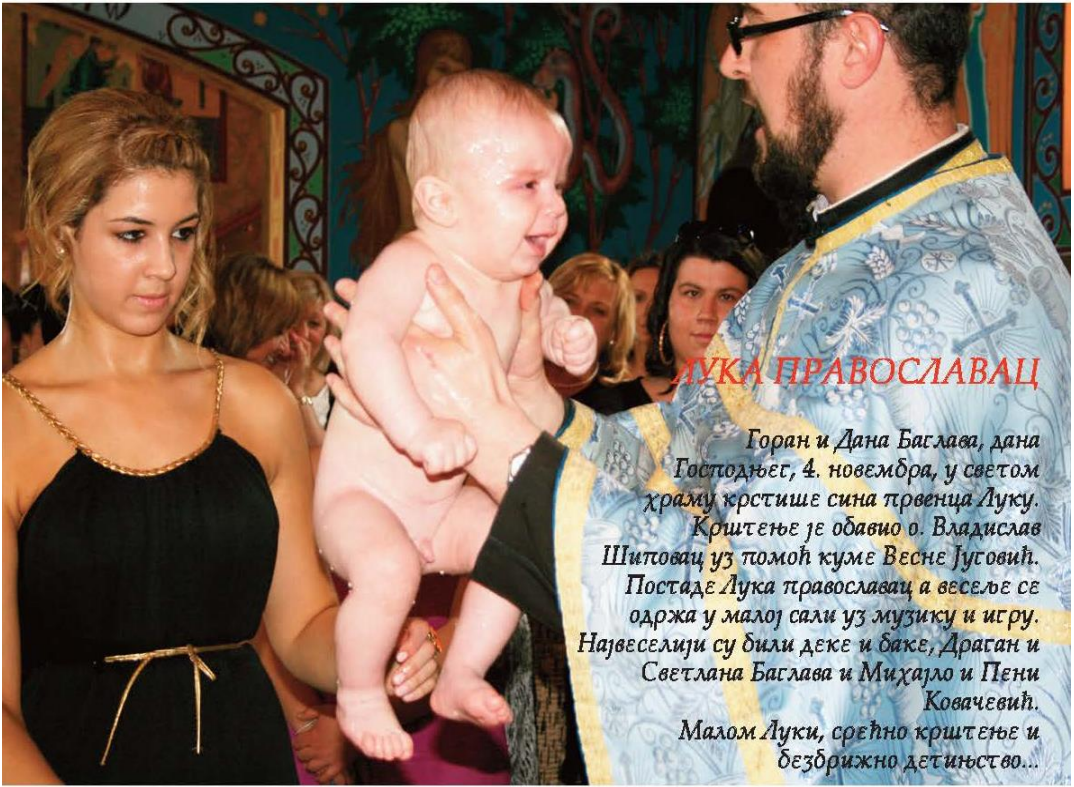 ЛУКА ПРАВОСЛАВАЦ
Горан и Дана Баглава, дана
Господњег, 4. новембра, у светом
храму крстише сина првенца Луку.
Крштење је обавио о. Владислав
Шиповац уз помоћ куме Весне Југовић.
Постаде Лука православац а весеље се
одржа у малој сали уз музику и игру.
Највеселији су били деке и баке, Драган и
Светлана Баглава и Михајло и Пени
Ковачевић.
Малом Луки, срећно крштење и
безбрижно детињство...